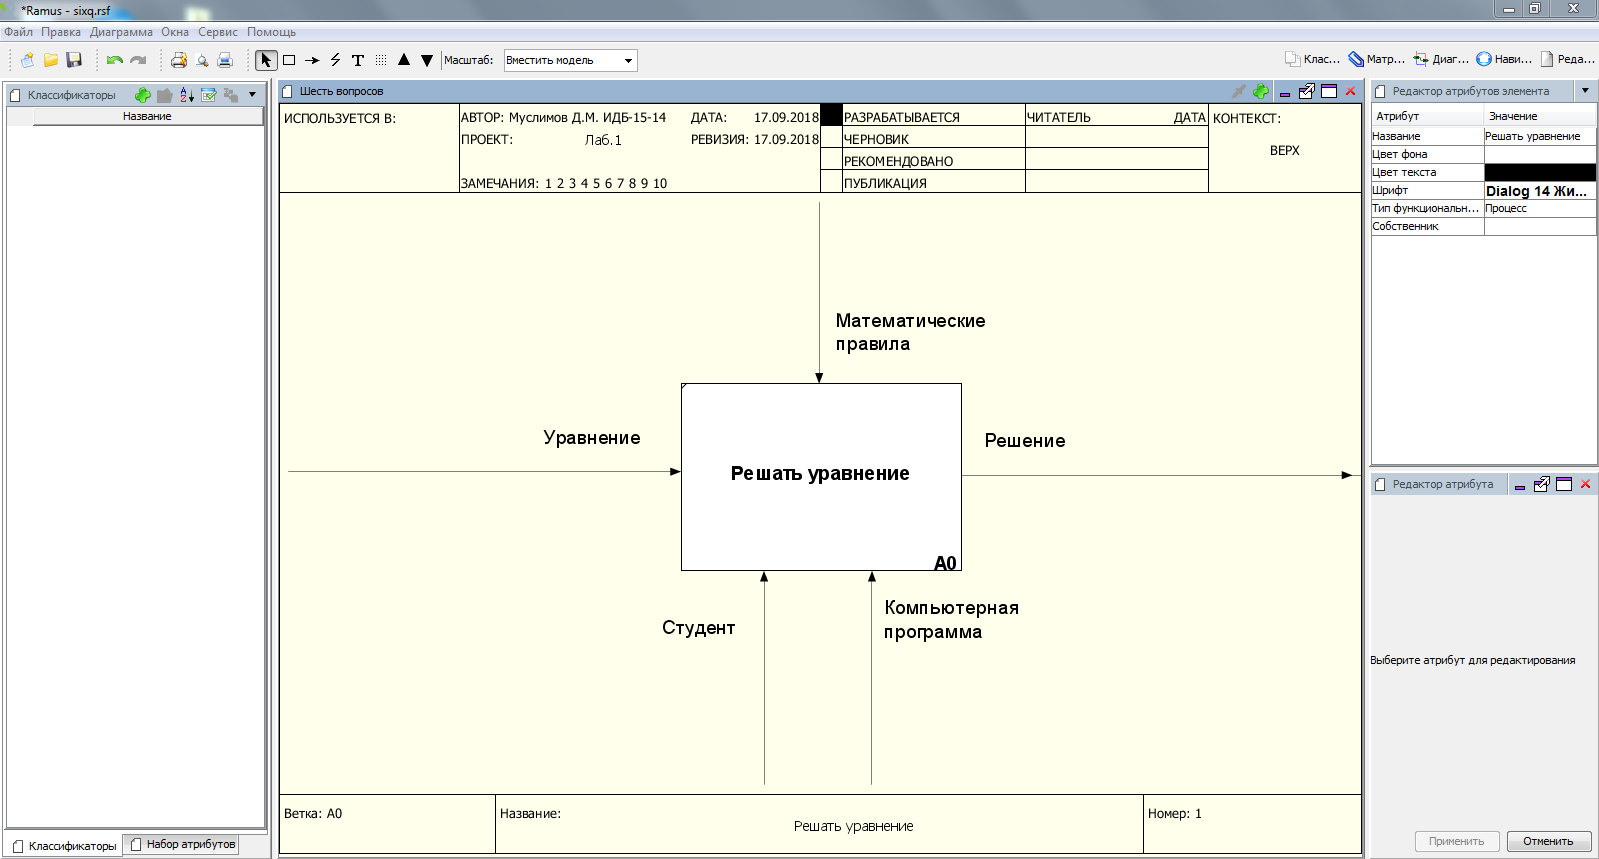 *Ramus - sixq.rsf
Файл Правка Диаграмма Окна Сервис Помощь
Масштаб: Вместить модель
Клас... Матр... Диаг... Нави... Реда...
Классификаторы
Название
Классификаторы Набор атрибутов
Шесть вопросов
ИСПОЛЬЗУЕТСЯ В:
АВТОР: Муслимов Д.М. ИДБ-15-14 ДАТА: 17.09.2018
ПРОЕКТ: Лаб.1 РЕВИЗИЯ: 17.09.2018
ЗАМЕЧАНИЯ: 1 2 3 4 5 6 7 8 9 10
РАЗРАБАТЫВАЕТСЯ
ЧЕРНОВИК
РЕКОМЕНДОВАНО
ПУБЛИКАЦИЯ
ЧИТАТЕЛЬ ДАТА
КОНТЕКСТ:
ВЕРХ
Математические
правила
Уравнение
Решать уравнение
A0
Решение
Студент
Компьютерная
программа
Ветка: A0
Название:
Решать уравнение
Номер: 1
Редактор атрибутов элемента
Атрибут Значение
Название Решать уравнение
Цвет фона
Цвет текста
Шрифт Dialog 14 Жи...
Тип функциональн... Процесс
Собственник
Редактор атрибута
Выберите атрибут для редактирования
Применить Отменить